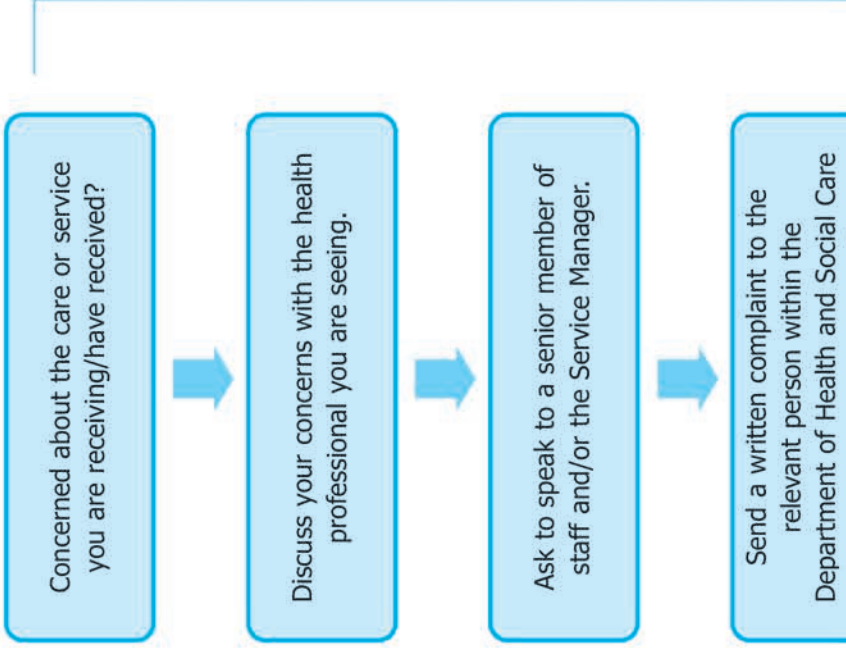 Concerned about the care or service
you are receiving/have received?
Discuss your concerns with the health
professional you are seeing.
Ask to speak to a senior member of
staff and/or the Service Manager.
Send a written complaint to the
relevant person within the
Department of Health and Social Care